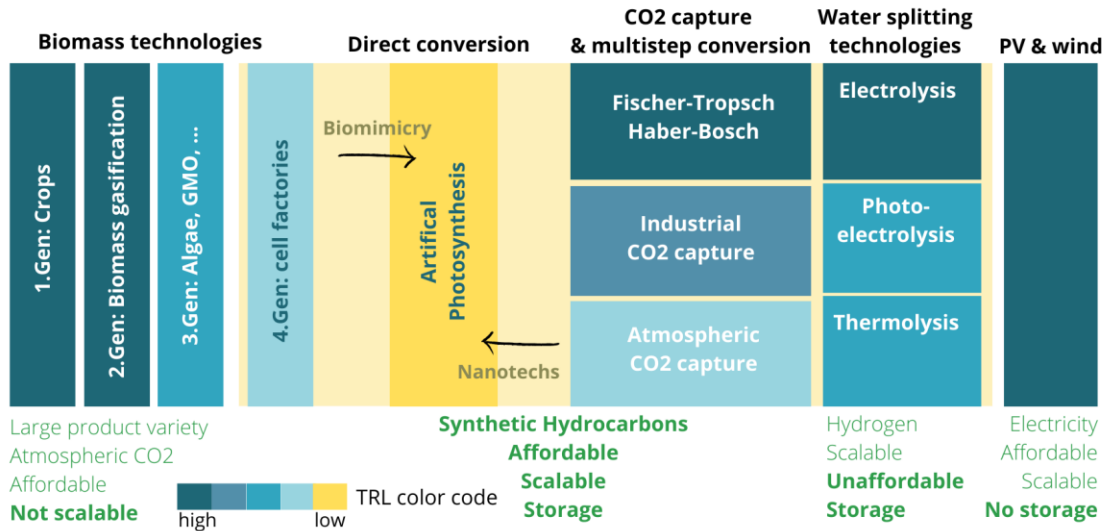 Biomass technologies
Direct conversion
CO2 capture
& multistep conversion
Water splitting
technologies
PV & wind
1.Gen: Crops
2.Gen: Biomass gasification
3.Gen: Algae, GMO, ...
4.Gen: cell factories
Biomimicry
Artifical
Photosynthesis
Nanotechs
Fischer-Tropsch
Haber-Bosch
Industrial
CO2 capture
Atmospheric
CO2 capture
Electrolysis
Photo-
electrolysis
Thermolysis
Large product variety
Atmospheric CO2
Affordable
Not scalable
Synthetic Hydrocarbons
Affordable
Scalable
Storage
Hydrogen
Scalable
Unaffordable
Storage
Electricity
Affordable
Scalable
No storage
TRL color code
high
low